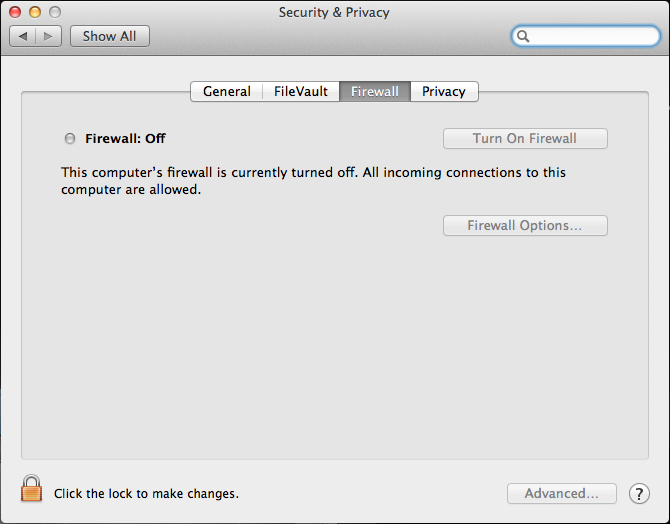 Security & Privacy
Show All
General FileVault Firewall Privacy
Firewall: Off
Turn On Firewall
This computer's firewall is currently turned off. All incoming connections to this
computer are allowed.
Firewall Options...
Click the lock to make changes.
Advanced...
?